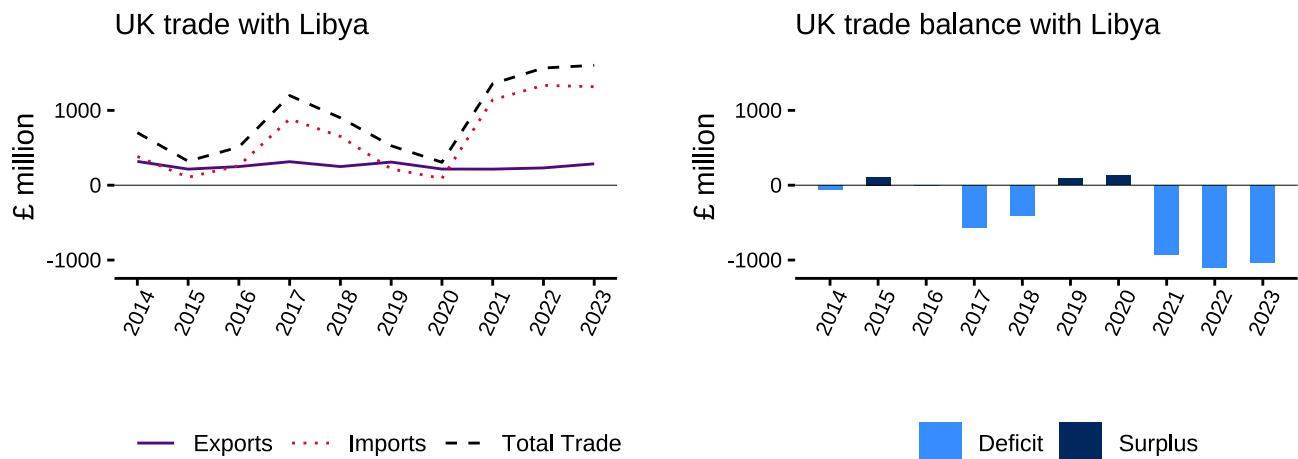 UK trade with Libya
£ million
1000
0
-1000
2014 2015 2016 2017 2018 2019 2020 2021 2022 2023
Exports Imports Total Trade
UK trade balance with Libya
£ million
1000
0
-1000
2014 2015 2016 2017 2018 2019 2020 2021 2022 2023
Deficit Surplus